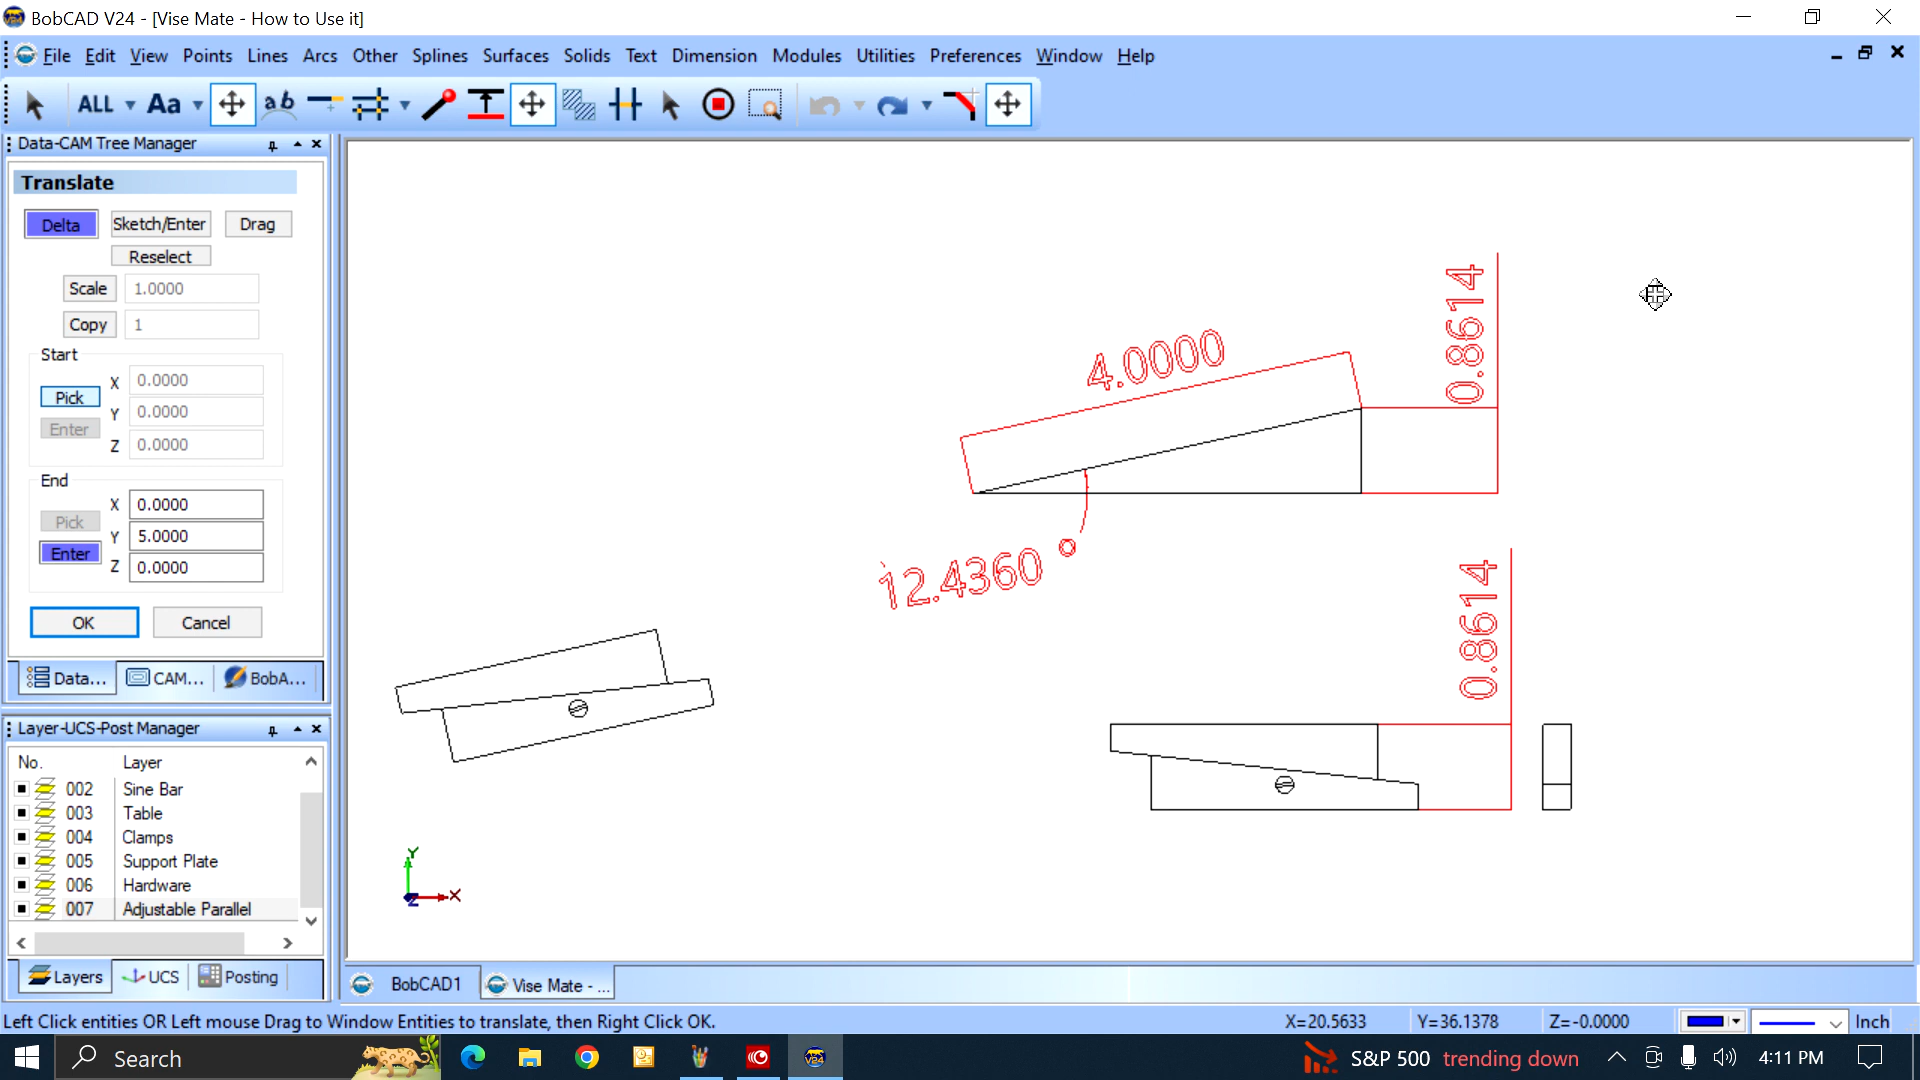 BobCAD V24 - [Vise Mate - How to Use it]
File Edit View Points Lines Arcs Other Splines Surfaces Solids Text Dimension Modules Utilities Preferences Window Help
ALL Aa ab
Data-CAM Tree Manager
Translate
Delta Sketch/Enter Drag
Reselect
Scale 1.0000
Copy 1
Start
Pick X 0.0000
Y 0.0000
Enter
Z 0.0000
End
X 0.0000
Pick
Y 5.0000
Enter
Z 0.0000
OK Cancel
Data... CAM... BobA...
Layer-UCS-Post Manager
No. Layer
002 Sine Bar
003 Table
004 Clamps
005 Support Plate
006 Hardware
007 Adjustable Parallel
Layers UCS Posting
4.0000
0.8614
12.4360 °
0.8614
Y
Z X
BobCAD1 Vise Mate - ...
Left Click entities OR Left mouse Drag to Window Entities to translate, then Right Click OK.
X=20.5633 Y=36.1378 Z=-0.0000 Inch
Search
V24
S&P 500 trending down
4:11 PM